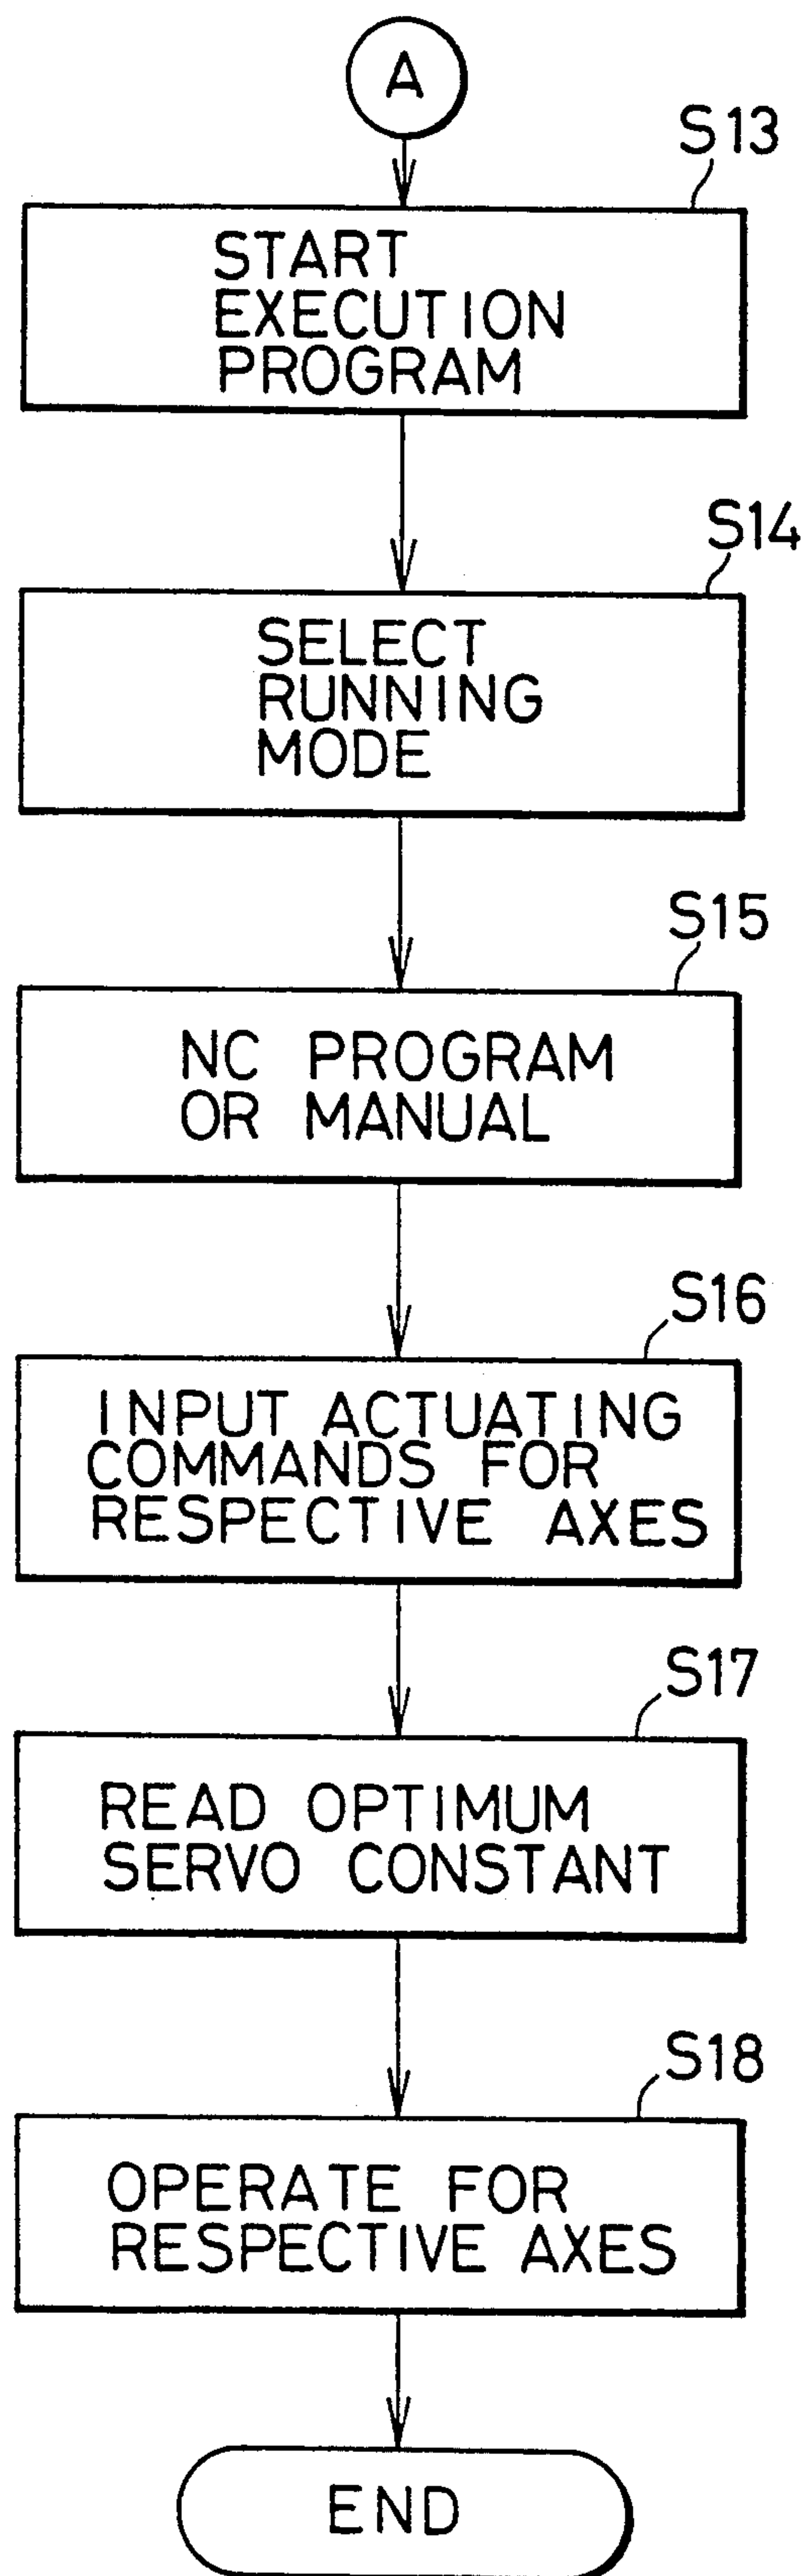 A
S13
START
EXECUTION
PROGRAM
S14
SELECT
RUNNING
MODE
S15
NC PROGRAM
OR MANUAL
S16
INPUT ACTUATING
COMMANDS FOR
RESPECTIVE AXES
S17
READ OPTIMUM
SERVO CONSTANT
S18
OPERATE FOR
RESPECTIVE AXES
END